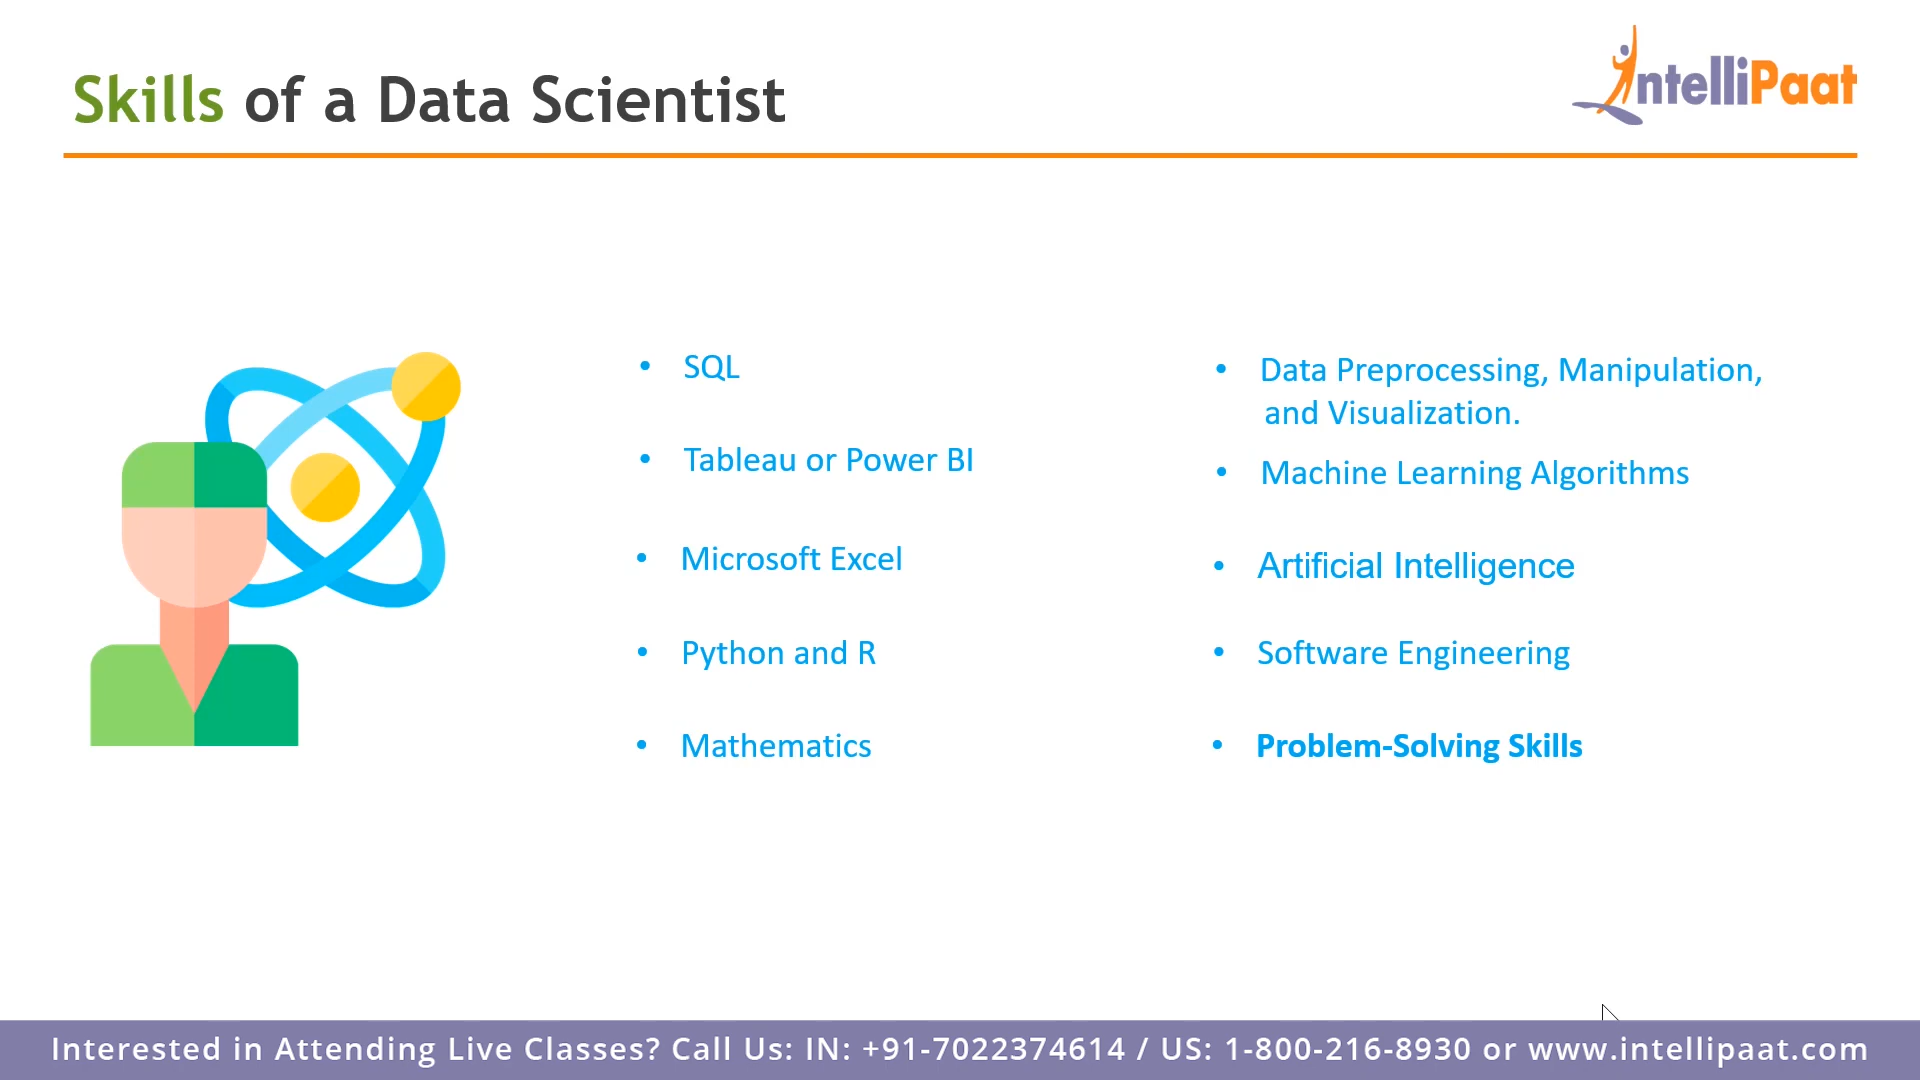 Skills of a Data Scientist
IntelliPaat
• SQL
• Tableau or Power BI
• Microsoft Excel
• Python and R
• Mathematics
• Data Preprocessing, Manipulation,
and Visualization.
• Machine Learning Algorithms
• Artificial Intelligence
• Software Engineering
• Problem-Solving Skills
Interested in Attending Live Classes? Call Us: IN: +91-7022374614 / US: 1-800-216-8930 or www.intellipaat.com